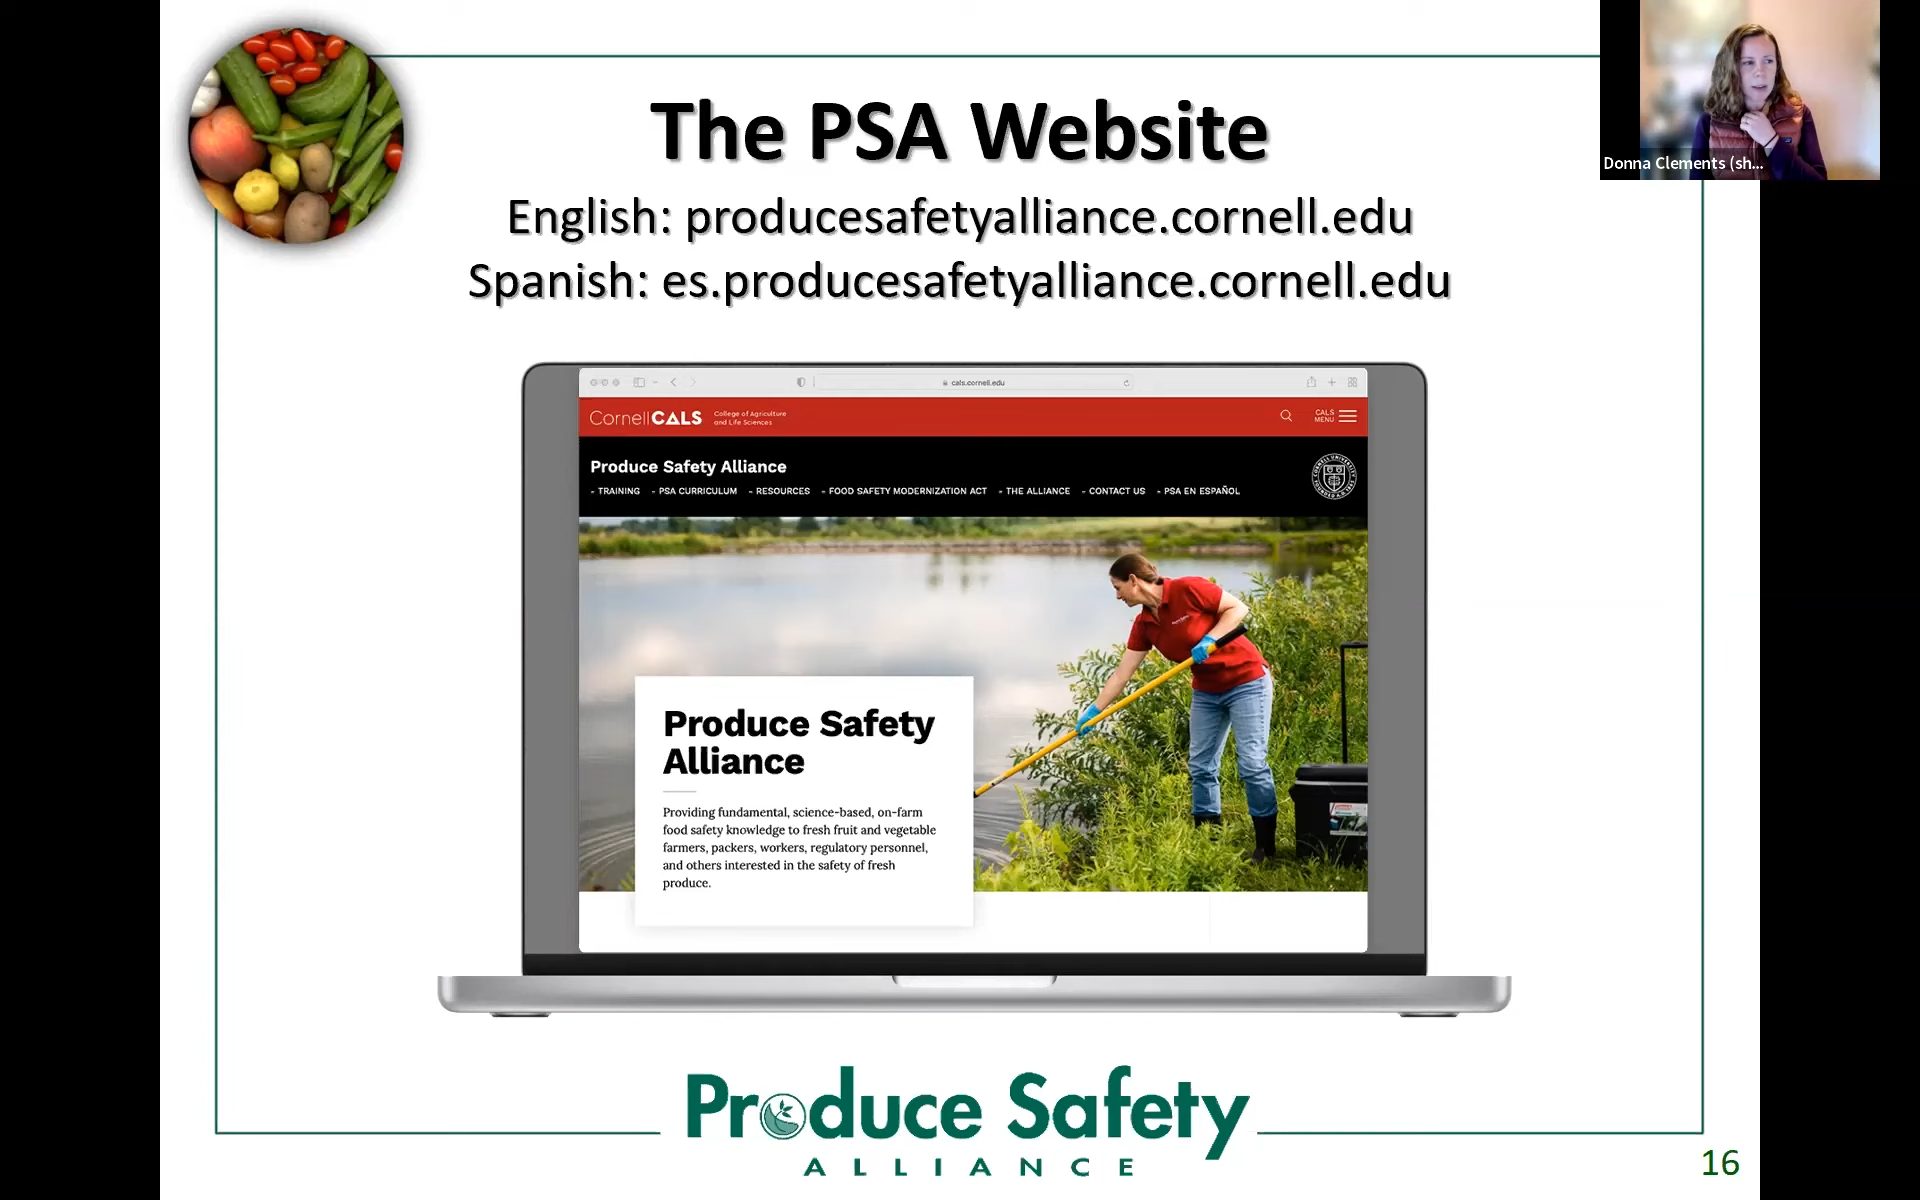 The PSA Website
English: producesafetyalliance.cornell.edu
Spanish: es.producesafetyalliance.cornell.edu
Donna Clements (sh...
cals.cornell.edu
CornellCALS
College of Agriculture
and Life Sciences
CALS
MENU
Produce Safety Alliance
- TRAINING - PSA CURRICULUM - RESOURCES - FOOD SAFETY MODERNIZATION ACT - THE ALLIANCE - CONTACT US - PSA EN ESPAÑOL
Produce Safety
Alliance
Providing fundamental, science-based, on-farm
food safety knowledge to fresh fruit and vegetable
farmers, packers, workers, regulatory personnel,
and others interested in the safety of fresh
produce.
Produce Safety
ALLIANCE
16